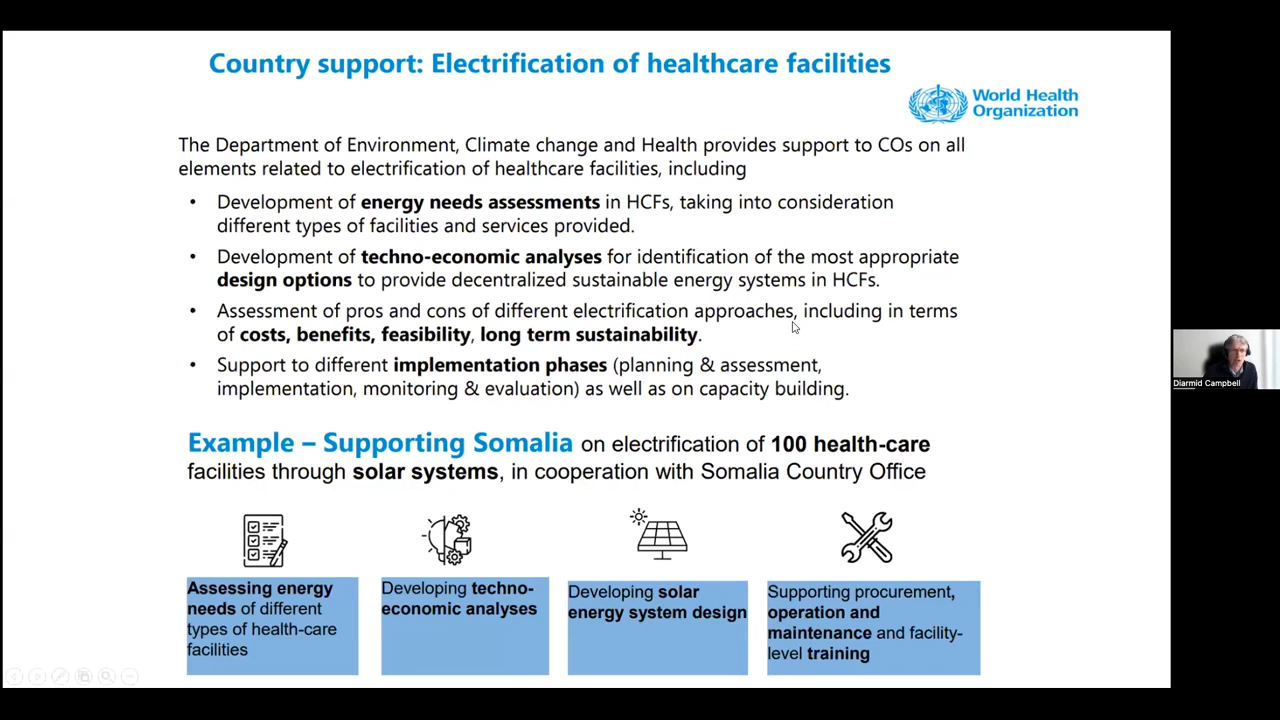 Country support: Electrification of healthcare facilities
World Health
Organization
The Department of Environment, Climate change and Health provides support to COs on all
elements related to electrification of healthcare facilities, including
• Development of energy needs assessments in HCFs, taking into consideration
different types of facilities and services provided.
• Development of techno-economic analyses for identification of the most appropriate
design options to provide decentralized sustainable energy systems in HCFs.
• Assessment of pros and cons of different electrification approaches, including in terms
of costs, benefits, feasibility, long term sustainability.
• Support to different implementation phases (planning & assessment,
implementation, monitoring & evaluation) as well as on capacity building.
Example – Supporting Somalia on electrification of 100 health-care
facilities through solar systems, in cooperation with Somalia Country Office
Assessing energy
needs of different
types of health-care
facilities
Developing techno-
economic analyses
Developing solar
energy system design
Supporting procurement,
operation and
maintenance and facility-
level training
Diarmid Campbell